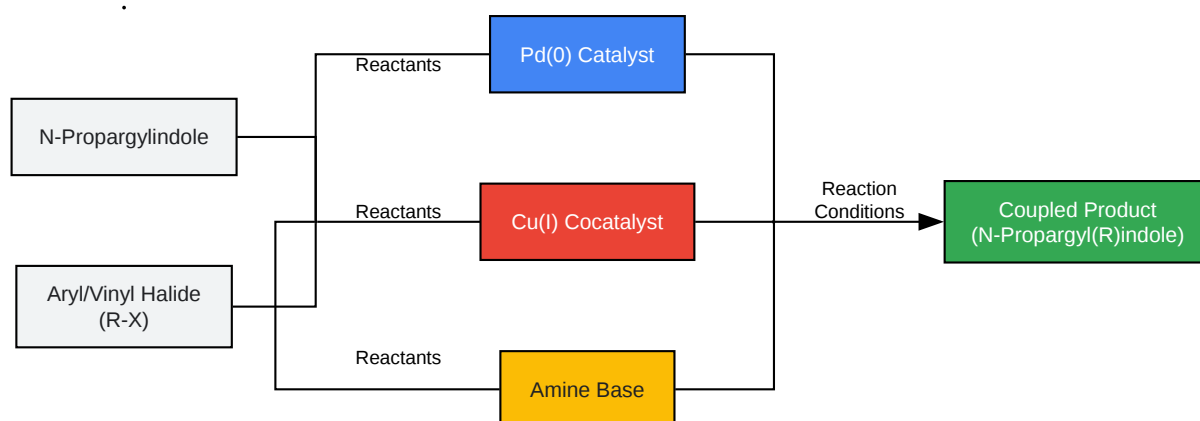 .
Pd(0) Catalyst
Reactants
N-Propargylindole
Reaction
Conditions
Reactants
Cu(I) Cocatalyst
Coupled Product
(N-Propargyl(R)indole)
Aryl/Vinyl Halide
(R-X)
Reactants
Amine Base